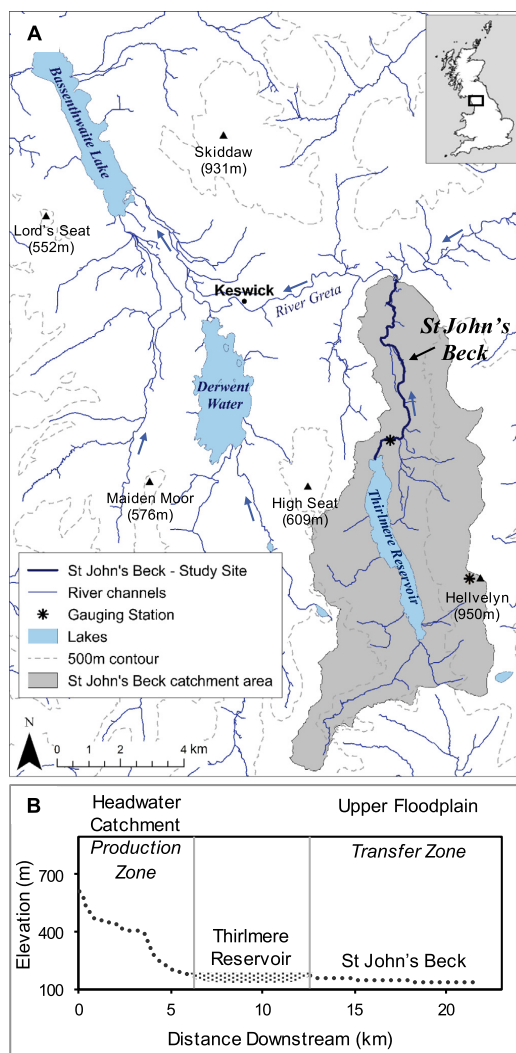 A
Bassenthwaite Lake
Skiddaw
(931m)
Lord's Seat
(552m)
Keswick
River Greta
St John's
Beck
Derwent
Water
Maiden Moor
(576m)
High Seat
(609m)
Thirlmere Reservoir
Hellvelyn
(950m)
St John's Beck - Study Site
River channels
Gauging Station
Lakes
500m contour
St John's Beck catchment area
N
0 1 2 4 km
B
Headwater
Catchment
Upper Floodplain
Production
Zone
Transfer Zone
Thirlmere
Reservoir
St John's Beck
Elevation (m)
700
400
100
0 5 10 15 20
Distance Downstream (km)